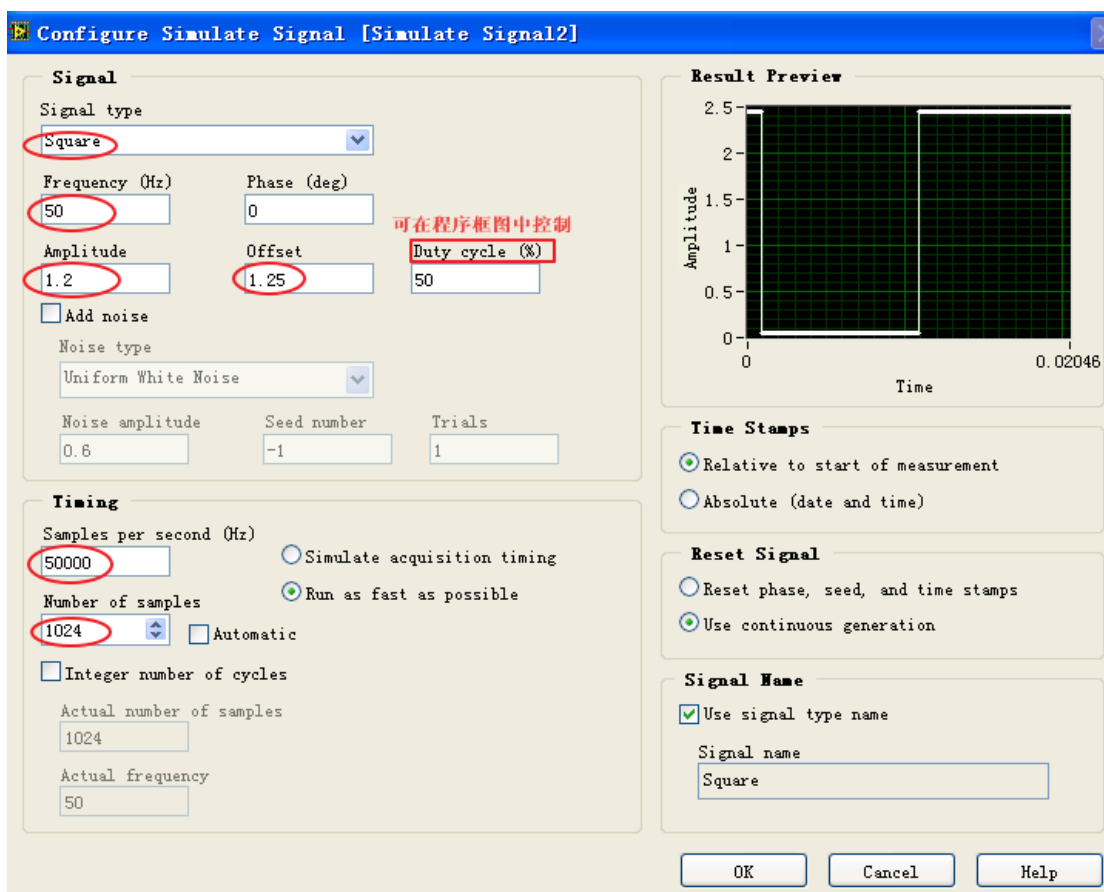 Configure Simulate Signal [Simulate Signal2]
Signal
Signal type
Square
Frequency (Hz) Phase (deg)
50 0
可在程序框图中控制
Amplitude Offset Duty cycle (%)
1.2 1.25 50
Add noise
Noise type
Uniform White Noise
Noise amplitude Seed number Trials
0.6 -1 1
Timing
Samples per second (Hz)
50000
Simulate acquisition timing
Run as fast as possible
Number of samples
1024 Automatic
Integer number of cycles
Actual number of samples
1024
Actual frequency
50
Result Preview
2.5
2
1.5
1
0.5
0
Amplitude
0 0.02046
Time
Time Stamps
Relative to start of measurement
Absolute (date and time)
Reset Signal
Reset phase, seed, and time stamps
Use continuous generation
Signal Name
Use signal type name
Signal name
Square
OK Cancel Help